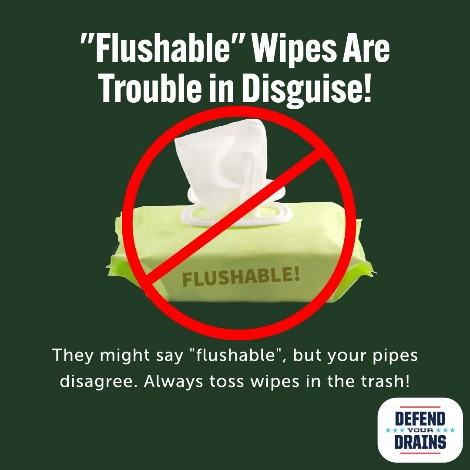 "Flushable" Wipes Are
Trouble in Disguise!
FLUSHABLE!
They might say "flushable", but your pipes
disagree. Always toss wipes in the trash!
DEFEND
YOUR
DRAINS